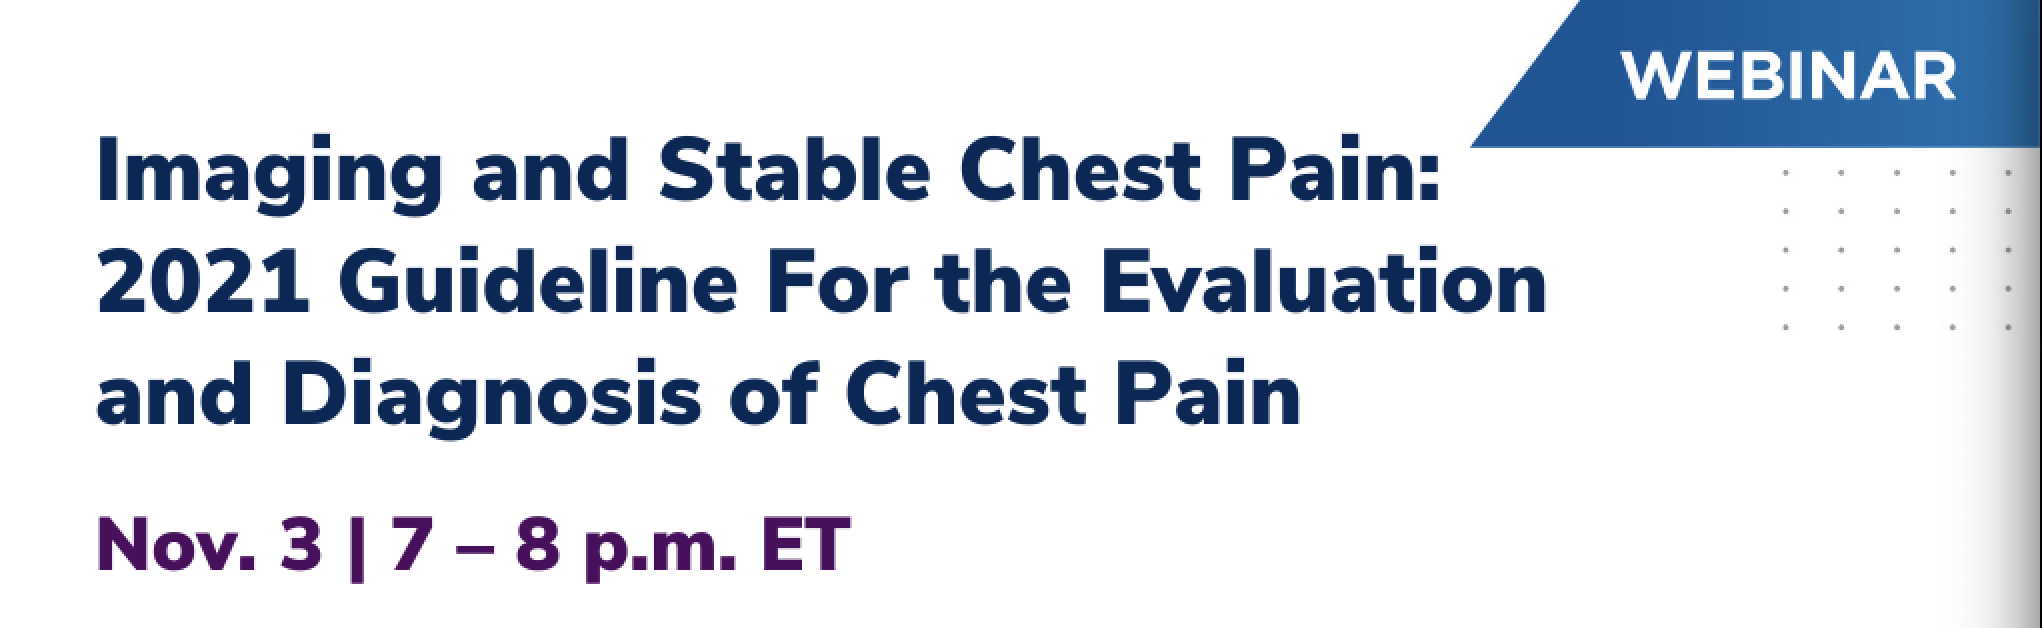 WEBINAR
Imaging and Stable Chest Pain:
2021 Guideline For the Evaluation
and Diagnosis of Chest Pain
Nov. 3 | 7 – 8 p.m. ET